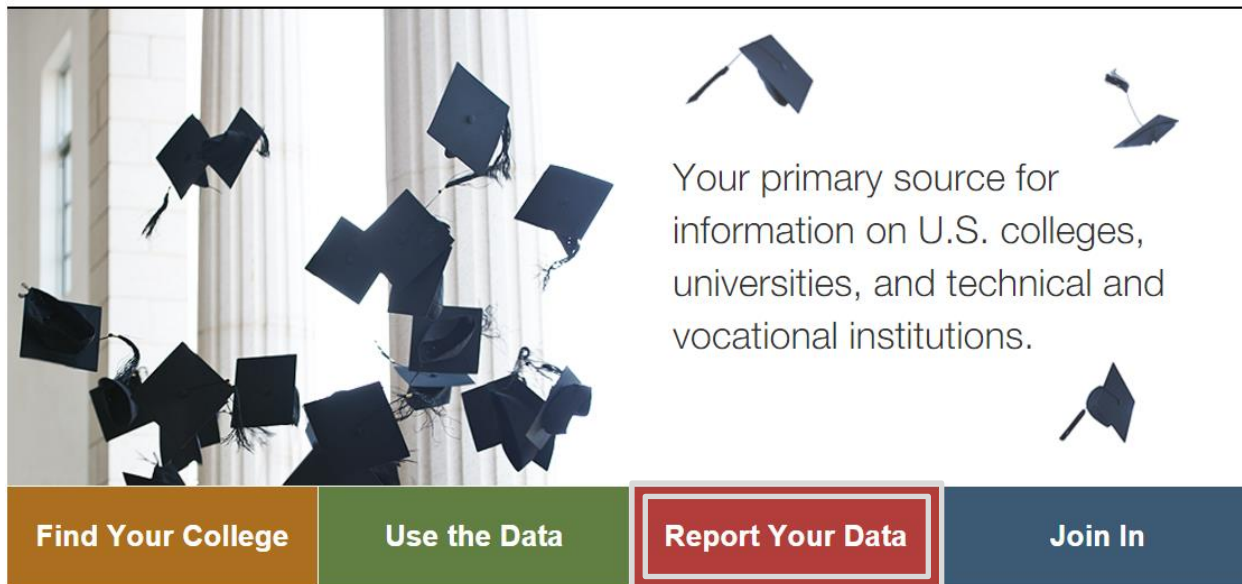 Your primary source for
information on U.S. colleges,
universities, and technical and
vocational institutions.
Find Your College
Use the Data
Report Your Data
Join In